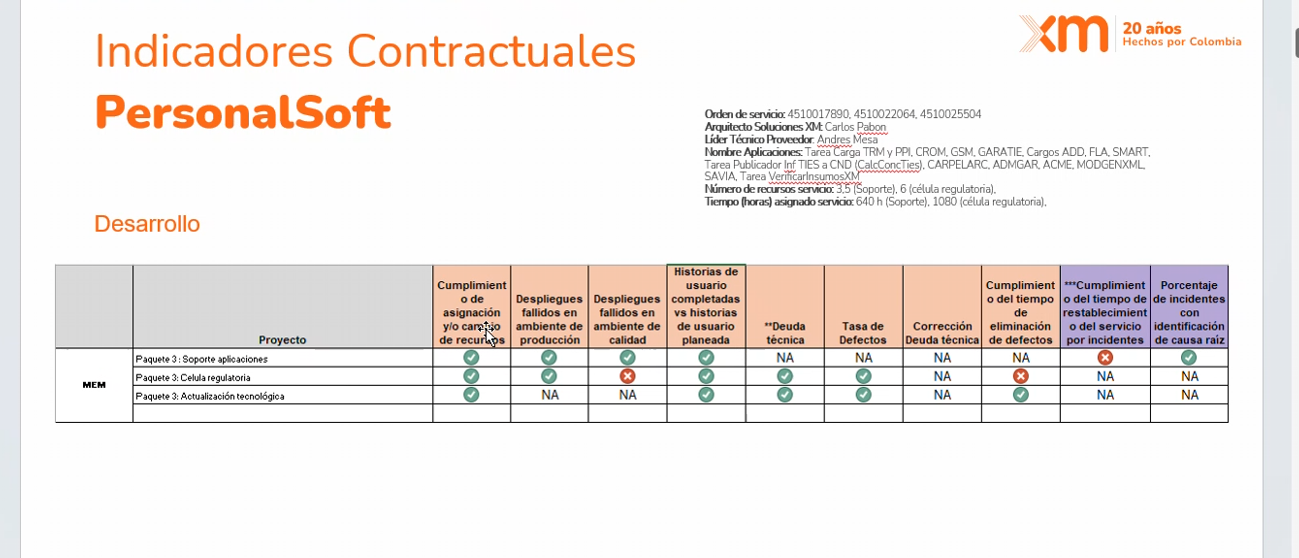 Indicadores Contractuales
PersonalSoft
xm
20 años
Hechos por Colombia
Orden de servicio: 4510017890, 4510022064, 4510025504
Arquitecto Soluciones XM: Carlos Pabon
Líder Técnico Proveedor: Andres Mesa
Nombre Aplicaciones: Tarea Carga TRM y PPI, CROM, GSM, GARATIE, Cargos ADD, FLA, SMART,
Tarea Publicador Inf TIES a CND (CalcConcTies), CARPELARC, ADMGAR, ACME, MODGENXML,
SAVIA, Tarea VerificarInsumosXM
Número de recursos servicio: 3,5 (Soporte), 6 (célula regulatoria),
Tiempo (horas) asignado servicio: 640 h (Soporte), 1080 (célula regulatoria),
Desarrollo
Proyecto
Cumplimient
o de
asignación
y/o cambio
de recursos
Despliegues
fallidos en
ambiente de
producción
Despliegues
fallidos en
ambiente de
calidad
Historias de
usuario
completadas
vs historias
de usuario
planeada
**Deuda
técnica
Tasa de
Defectos
Corrección
Deuda técnica
Cumplimient
o del tiempo
de
eliminación
de defectos
***Cumplimient
o del tiempo de
restablecimient
o del servicio
por incidentes
Porcentaje
de incidentes
con
identificación
de causa raíz
MEM
Paquete 3 : Soporte aplicaciones NA NA NA NA
Paquete 3: Celula regulatoria NA NA NA
Paquete 3: Actualización tecnológica NA NA NA NA NA